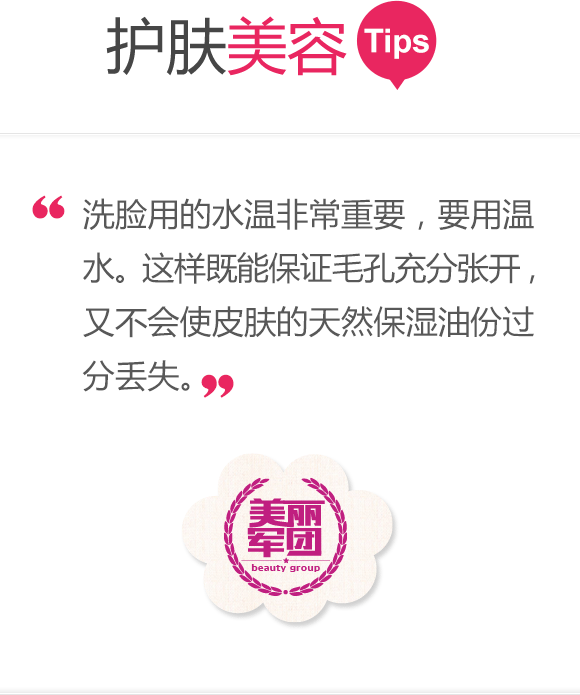 护肤美容 Tips
“洗脸用的水温非常重要，要用温
水。这样既能保证毛孔充分张开，
又不会使皮肤的天然保湿油份过
分丢失。”
美丽
军团
beauty group